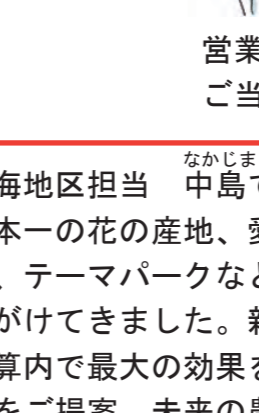 営業
ご当
なかじま
海地区担当　中島で
本一の花の産地、愛
、テーマパークなど
がけてきました。新
算内で最大の効果を
をご提案。未来の農